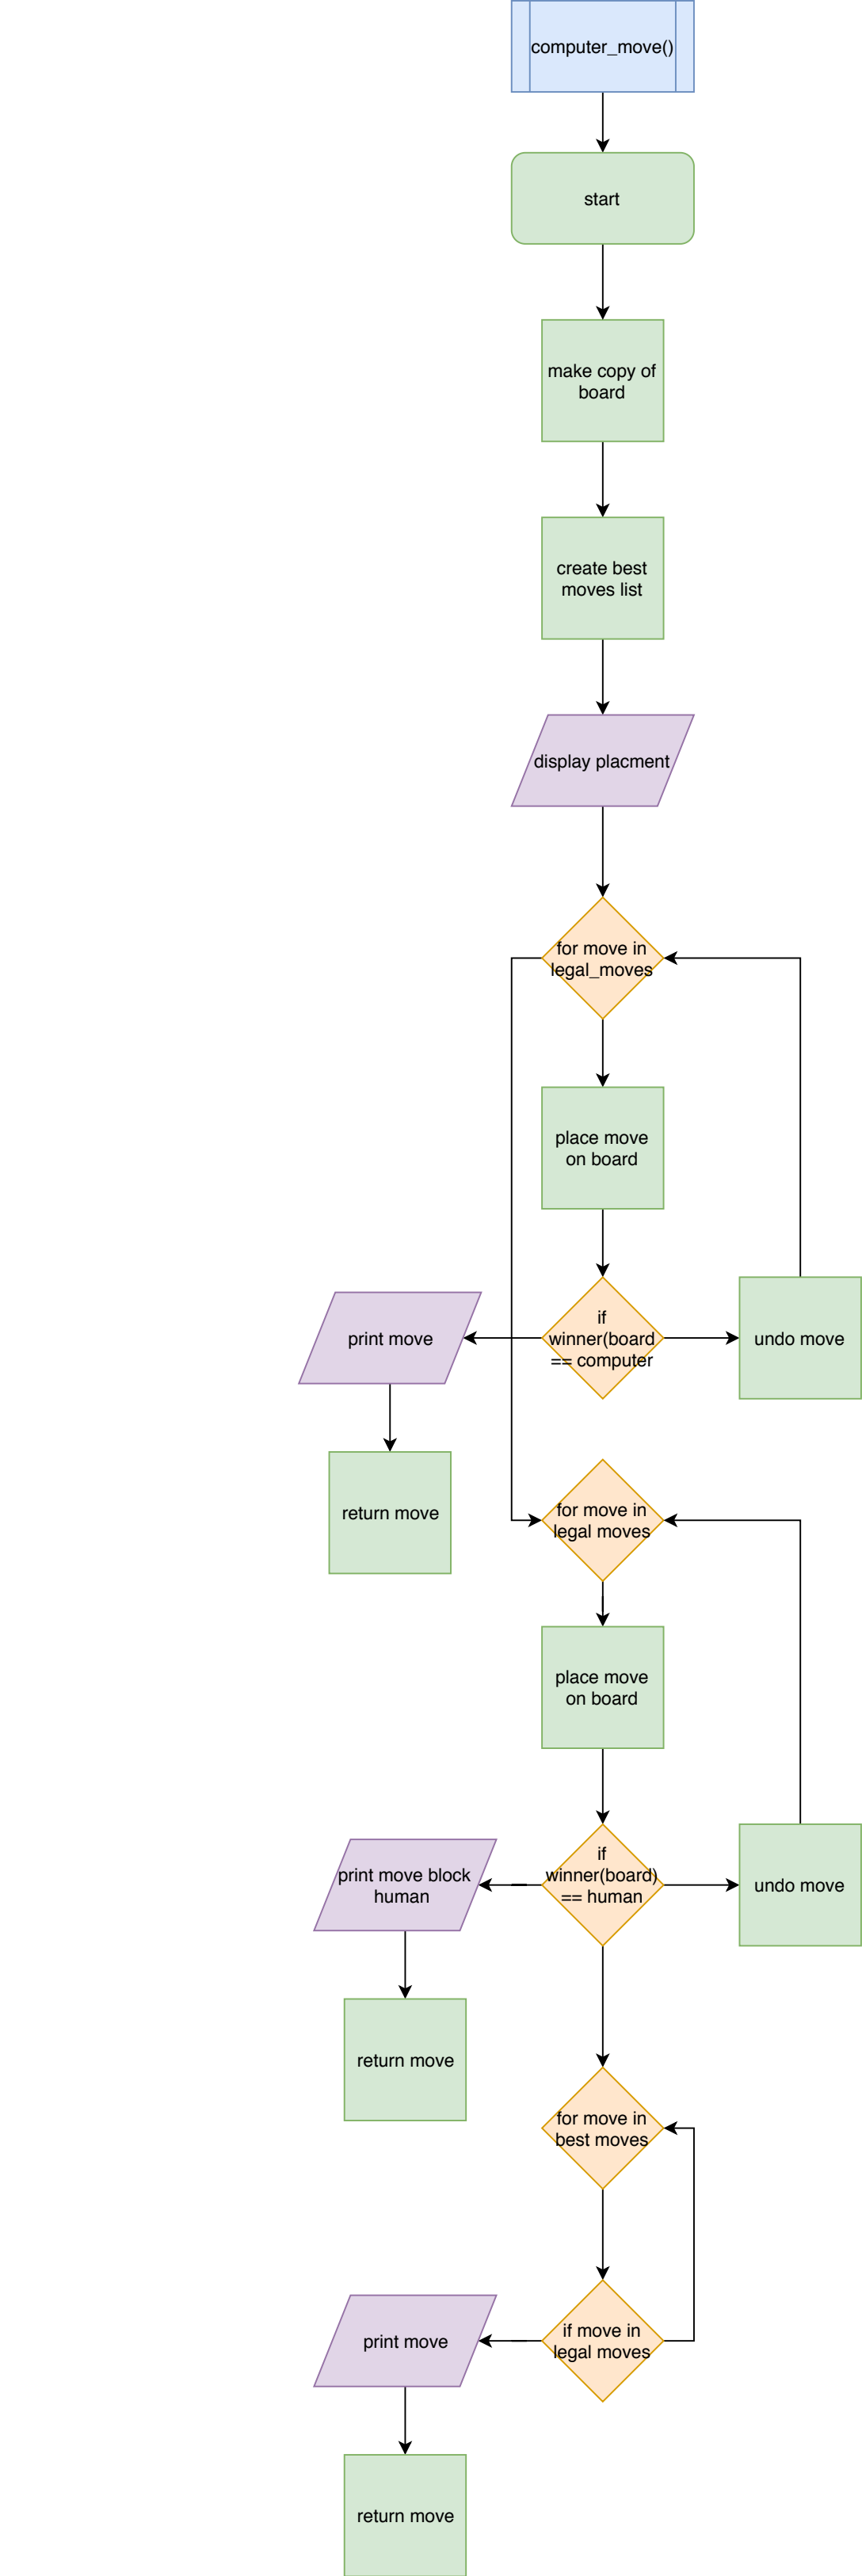 computer_move()
start
make copy of
board
create best
moves list
display placment
for move in
legal_moves
place move
on board
if
winner(board
== computer
print move
undo move
return move
for move in
legal moves
place move
on board
if
winner(board)
== human
print move block
human
undo move
return move
for move in
best moves
if move in
legal moves
print move
return move